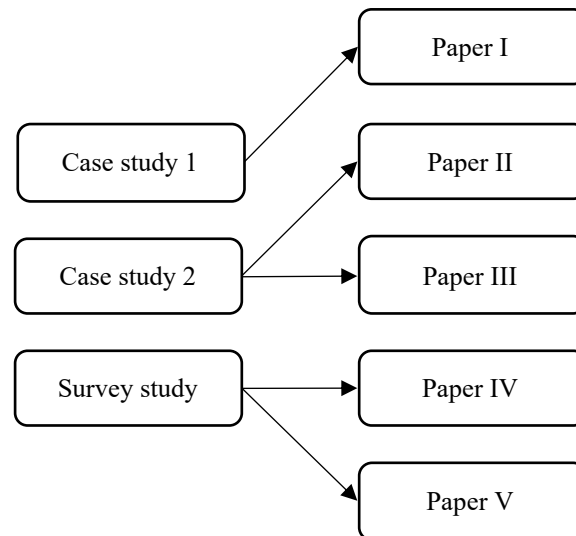 Paper I
Case study 1
Paper II
Case study 2
Paper III
Survey study
Paper IV
Paper V